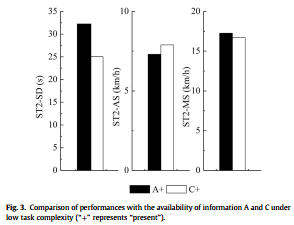 35
30
25
20
15
10
5
0
ST2-SD (s)
10
5
0
ST2-AS (km/h)
20
15
10
5
0
ST2-MS (km/h)
A+ C+
Fig. 3. Comparison of performances with the availability of information A and C under
low task complexity (“+” represents “present”).